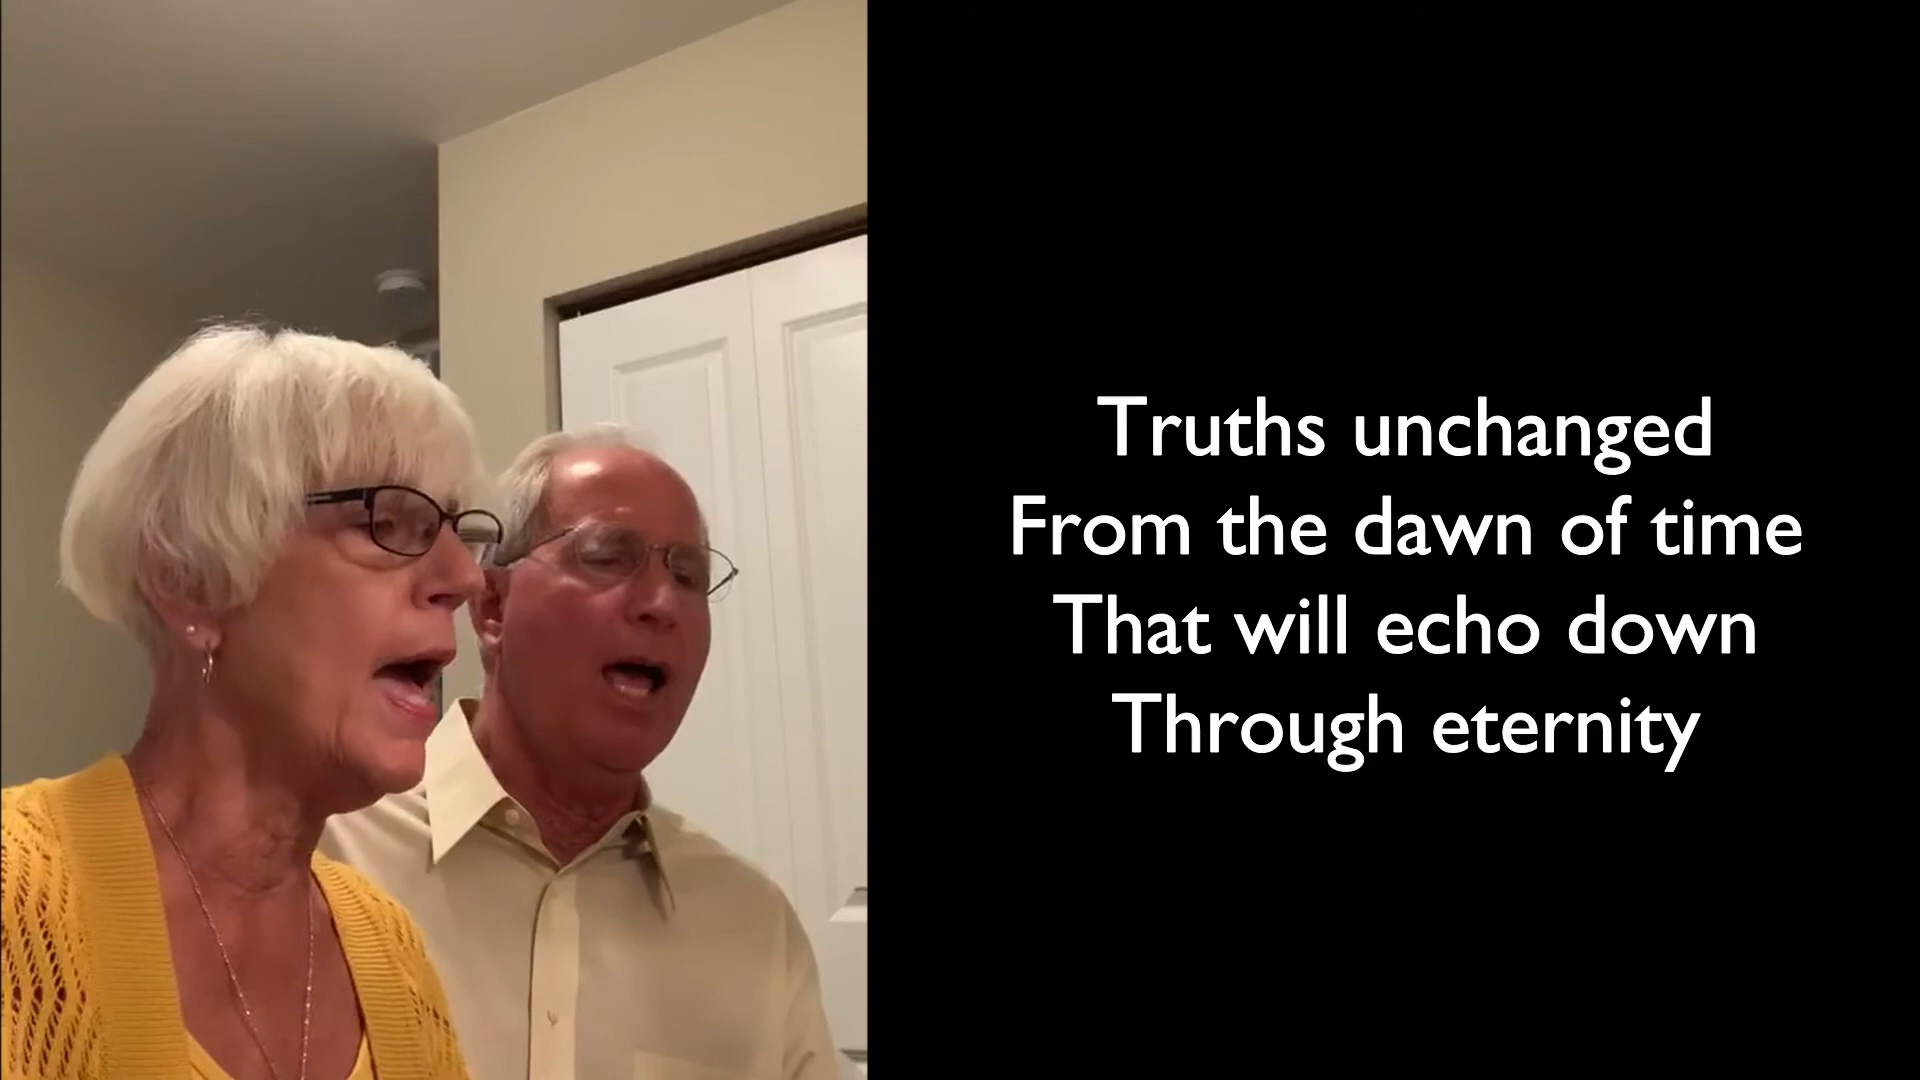 Truths unchanged
From the dawn of time
That will echo down
Through eternity